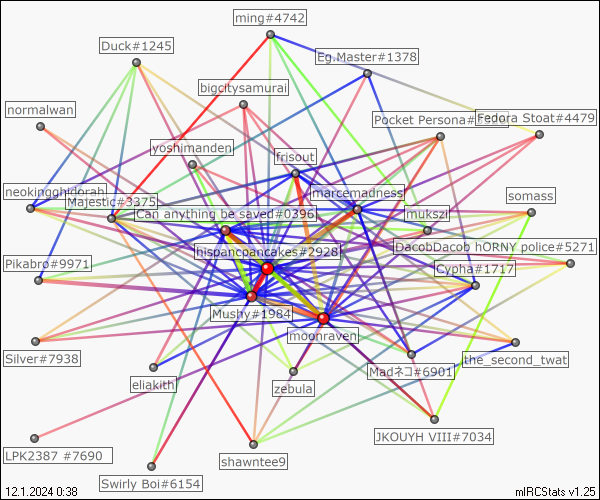 ming#4742
Duck#1245
Eg.Master#1378
bigcitysamurai
normalwan
Pocket Persona#
Fedora Stoat#4479
yoshimanden
frisout
neokingghidorah
Majestic#3375
marcemadness
somass
Can anything be saved#0396
mukszi
hispancpancakes#2928
DacobDacob hORNY police#5271
Pikabro#9971
Cypha#1717
Mushy#1984
moonraven
Silver#7938
the_second_twat
Madネコ#6901
eliakith
zebula
JKOUYH VIII#7034
LPK2387 #7690
shawntee9
Swirly Boi#6154
12.1.2024 0:38
mIRCStats v1.25